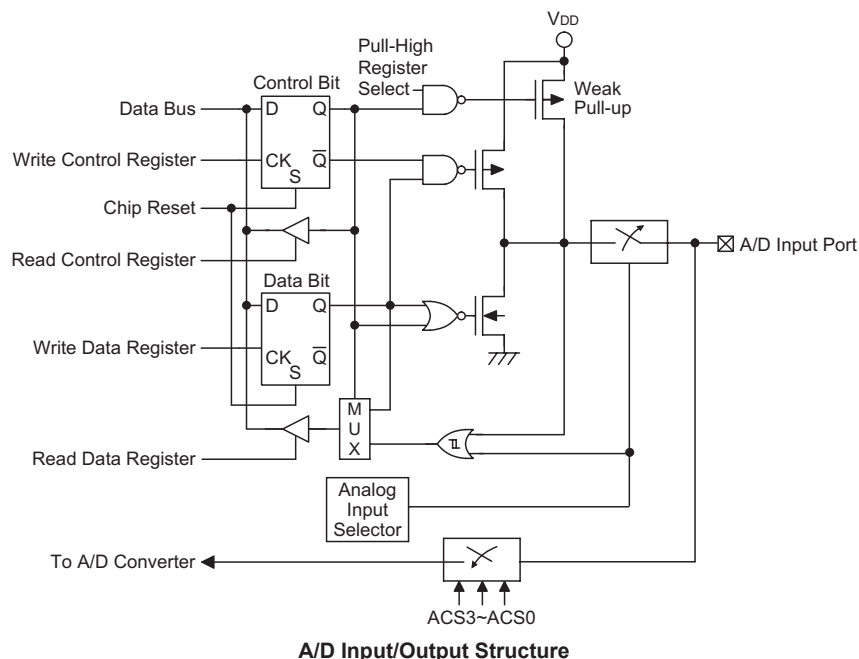 VDD
Pull-High
Register
Select
Control Bit
Weak
Pull-up
Data Bus
D
Q
Write Control Register
CK
Q̅
S
Chip Reset
A/D Input Port
Read Control Register
Data Bit
D
Q
Write Data Register
CK
Q̅
S
M
U
X
Read Data Register
Analog
Input
Selector
To A/D Converter
ACS3~ACS0
A/D Input/Output Structure